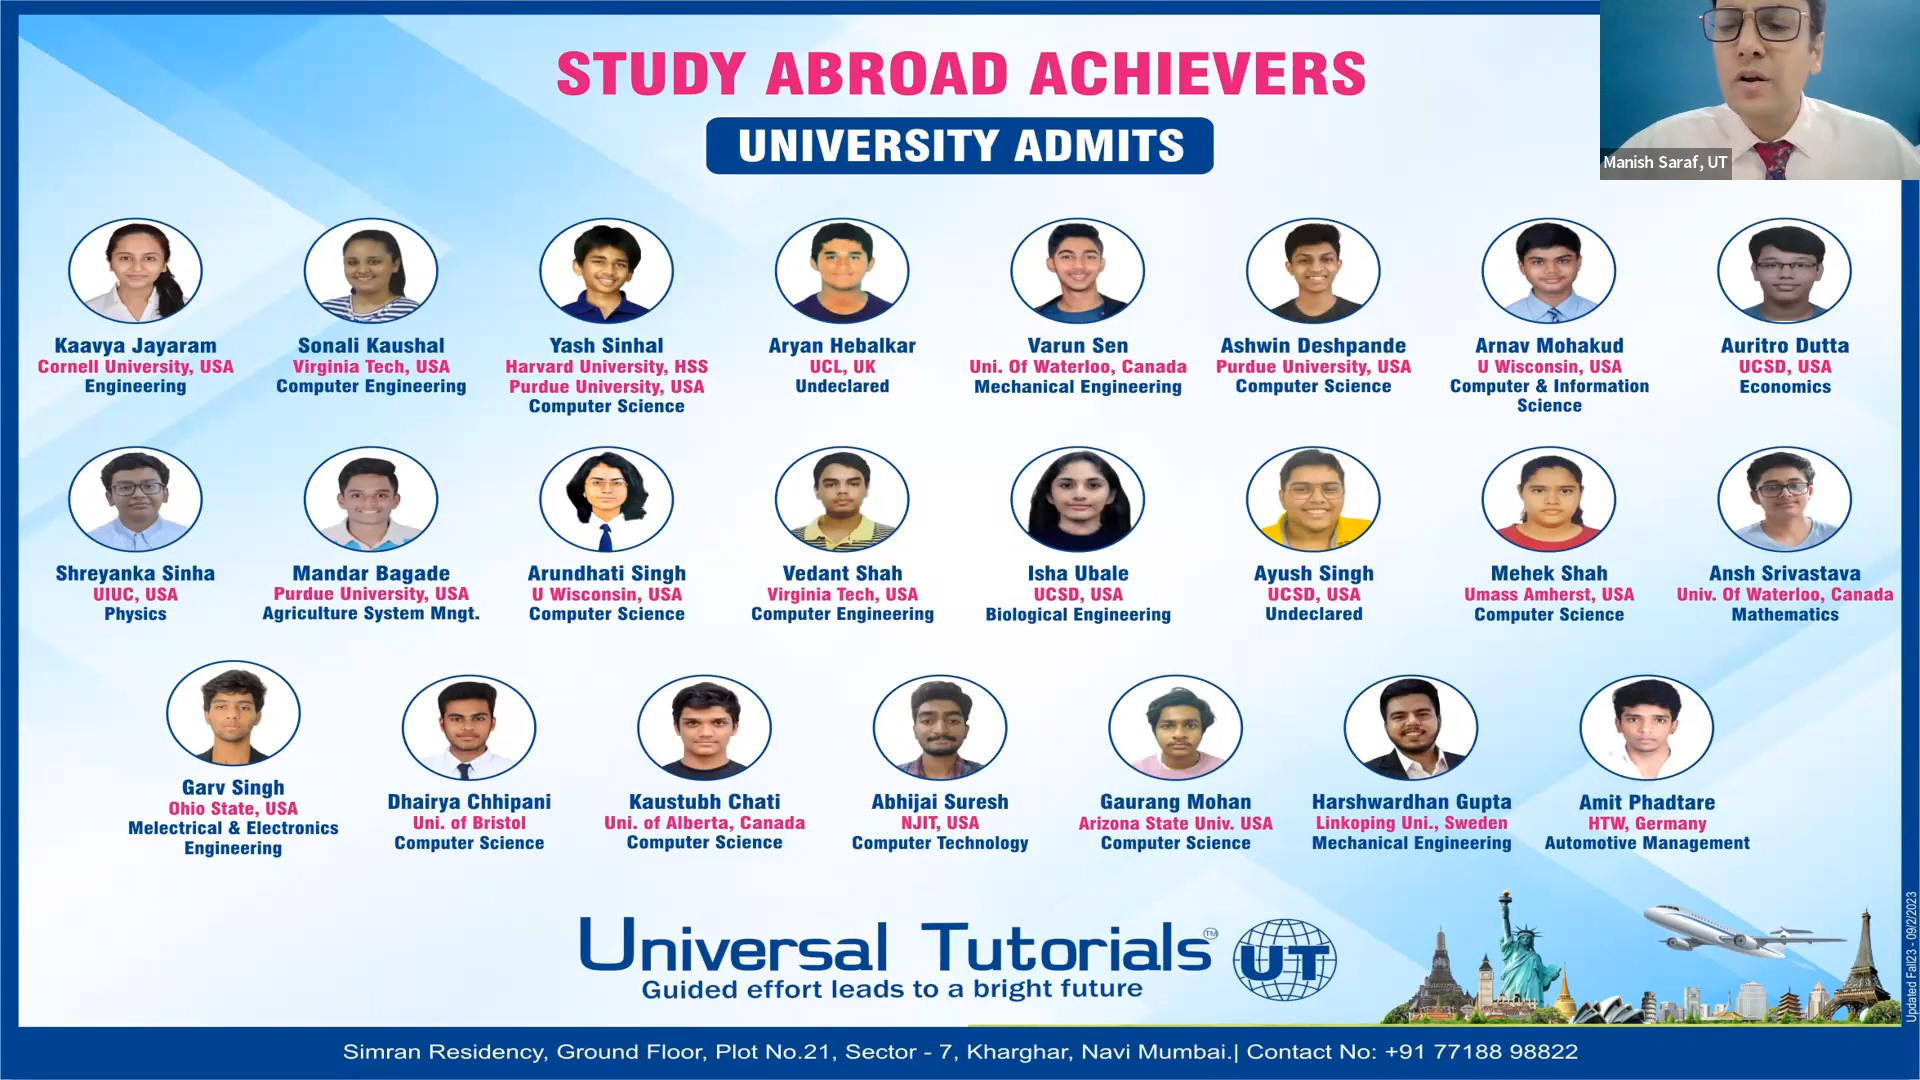 STUDY ABROAD ACHIEVERS
UNIVERSITY ADMITS
Manish Saraf, UT
Kaavya Jayaram
Cornell University, USA
Engineering
Sonali Kaushal
Virginia Tech, USA
Computer Engineering
Yash Sinhal
Harvard University, HSS
Purdue University, USA
Computer Science
Aryan Hebalkar
UCL, UK
Undeclared
Varun Sen
Uni. Of Waterloo, Canada
Mechanical Engineering
Ashwin Deshpande
Purdue University, USA
Computer Science
Arnav Mohakud
U Wisconsin, USA
Computer & Information
Science
Auritro Dutta
UCSD, USA
Economics
Shreyanka Sinha
UIUC, USA
Physics
Mandar Bagade
Purdue University, USA
Agriculture System Mngt.
Arundhati Singh
U Wisconsin, USA
Computer Science
Vedant Shah
Virginia Tech, USA
Computer Engineering
Isha Ubale
UCSD, USA
Biological Engineering
Ayush Singh
UCSD, USA
Undeclared
Mehek Shah
Umass Amherst, USA
Computer Science
Ansh Srivastava
Univ. Of Waterloo, Canada
Mathematics
Garv Singh
Ohio State, USA
Melectrical & Electronics
Engineering
Dhairya Chhipani
Uni. of Bristol
Computer Science
Kaustubh Chati
Uni. of Alberta, Canada
Computer Science
Abhijai Suresh
NJIT, USA
Computer Technology
Gaurang Mohan
Arizona State Univ. USA
Computer Science
Harshwardhan Gupta
Linkoping Uni., Sweden
Mechanical Engineering
Amit Phadtare
HTW, Germany
Automotive Management
Universal Tutorials TM UT
Guided effort leads to a bright future
Updated Fall23 - 09/2/2023
Simran Residency, Ground Floor, Plot No.21, Sector - 7, Kharghar, Navi Mumbai.| Contact No: +91 77188 98822